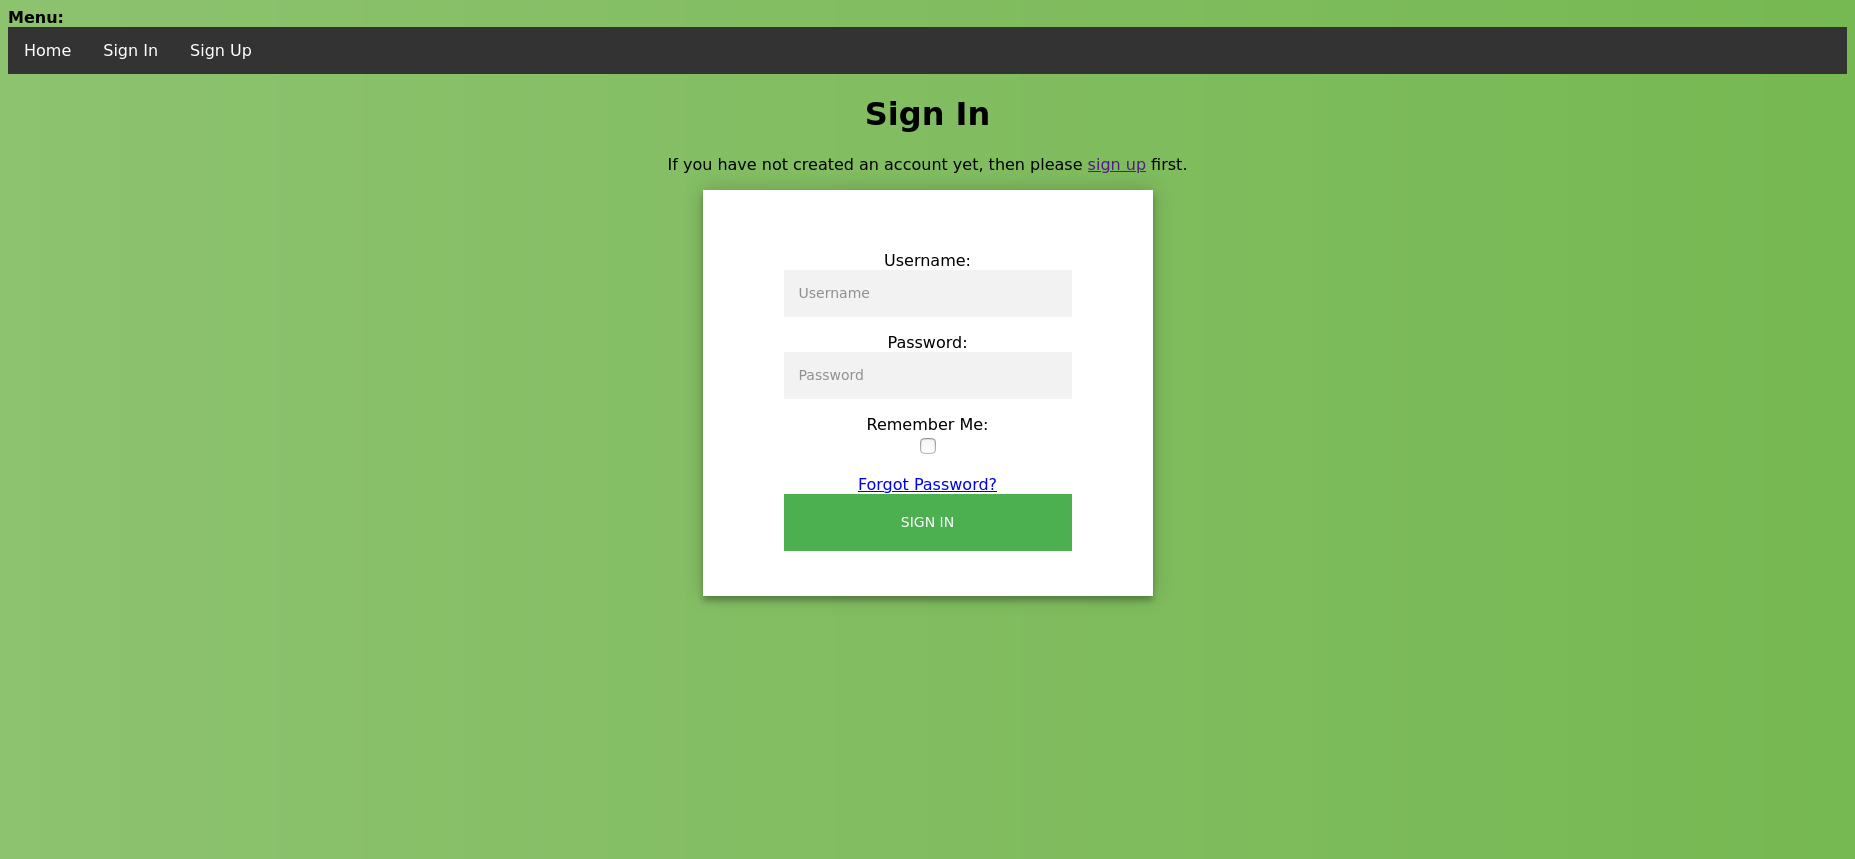 Menu:
Home Sign In Sign Up
Sign In
If you have not created an account yet, then please sign up first.
Username:
Username
Password:
Password
Remember Me:
Forgot Password?
SIGN IN